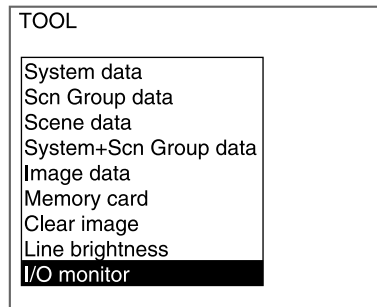 TOOL
System data
Scn Group data
Scene data
System+Scn Group data
Image data
Memory card
Clear image
Line brightness
I/O monitor